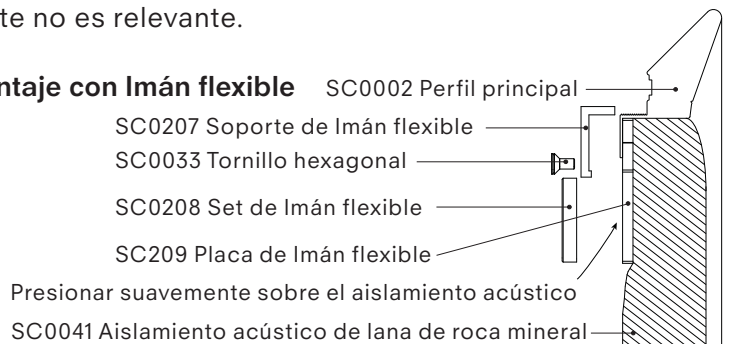 te no es relevante.
ntaje con Imán flexible
SC0002 Perfil principal
SC0207 Soporte de Imán flexible
SC0033 Tornillo hexagonal
SC0208 Set de Imán flexible
SC209 Placa de Imán flexible
Presionar suavemente sobre el aislamiento acústico
SC0041 Aislamiento acústico de lana de roca mineral